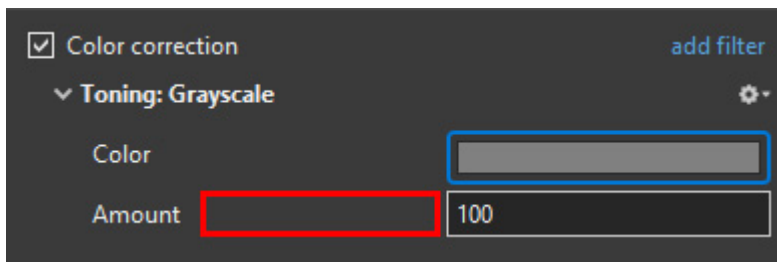 Color correction add filter
Toning: Grayscale
Color
Amount 100